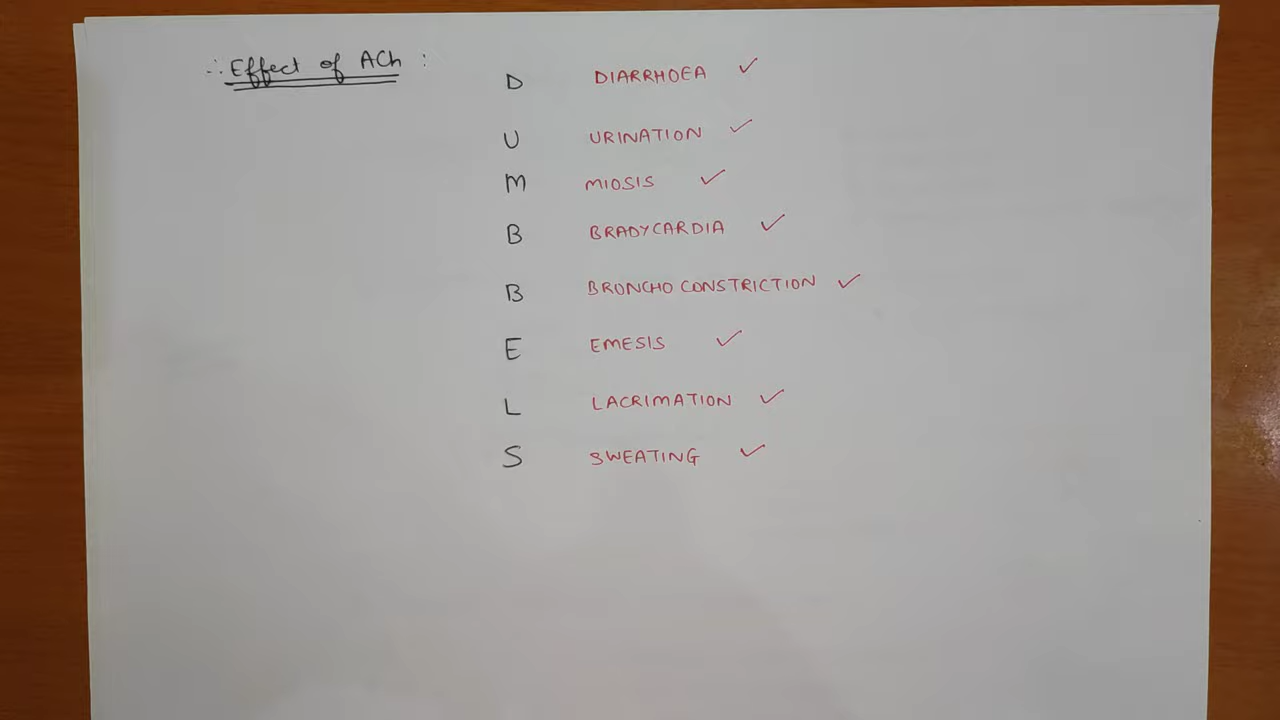 ∴ Effect of ACh :
D DIARRHOEA ✓
U URINATION ✓
M MIOSIS ✓
B BRADYCARDIA ✓
B BRONCHO CONSTRICTION ✓
E EMESIS ✓
L LACRIMATION ✓
S SWEATING ✓